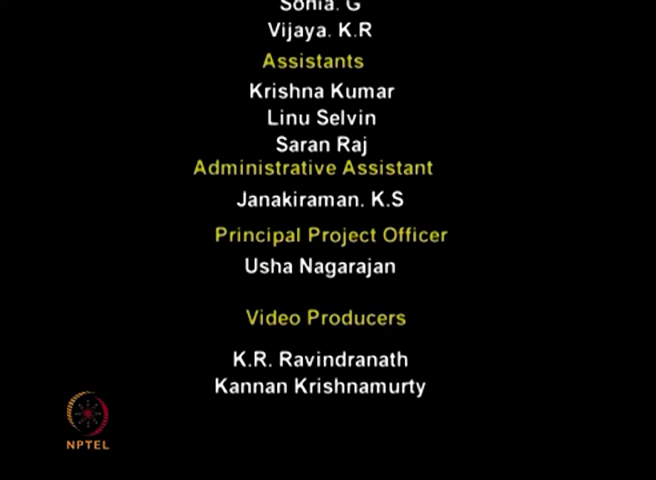 Sonia. G
Vijaya. K.R
Assistants
Krishna Kumar
Linu Selvin
Saran Raj
Administrative Assistant
Janakiraman. K.S
Principal Project Officer
Usha Nagarajan
Video Producers
K.R. Ravindranath
Kannan Krishnamurty
NPTEL